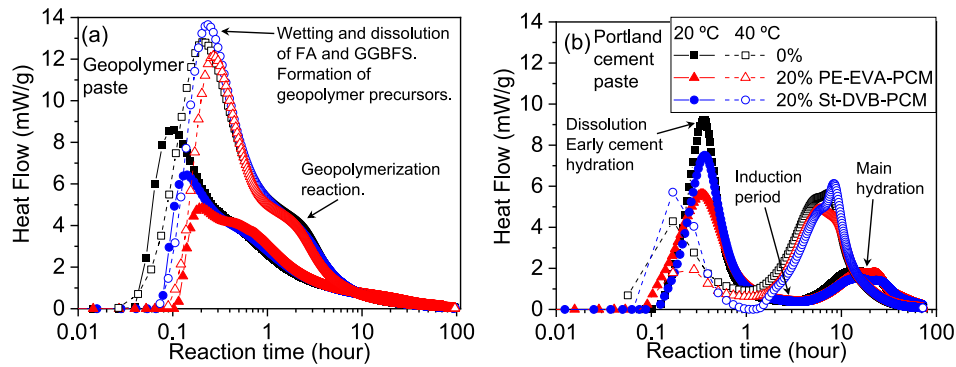 (a)
Geopolymer
paste
Wetting and dissolution
of FA and GGBFS.
Formation of
geopolymer precursors.
Geopolymerization
reaction.
Heat Flow (mW/g)
14
12
10
8
6
4
2
0
0.01 0.1 1 10 100
Reaction time (hour)
(b)
Portland
cement
paste
20 ºC 40 ºC
0%
20% PE-EVA-PCM
20% St-DVB-PCM
Dissolution
Early cement
hydration
Induction
period
Main
hydration
Heat Flow (mW/g)
14
12
10
8
6
4
2
0
0.01 0.1 1 10 100
Reaction time (hour)